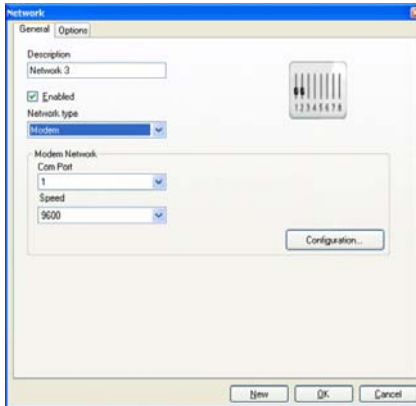 Network
General Options
Description
Network 3
Enabled
Network type
Modem
Modem Network
Com Port
1
Speed
9600
Configuration...
12345678
New OK Cancel